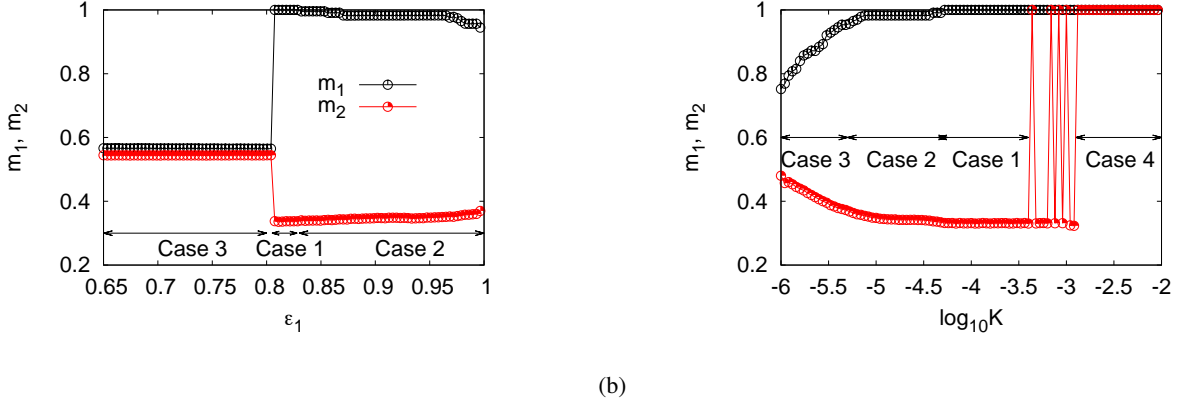 1
0.8
0.6
0.4
0.2
m1, m2
m1
m2
Case 3
Case 1
Case 2
0.65 0.7 0.75 0.8 0.85 0.9 0.95 1
ε1
1
0.8
0.6
0.4
0.2
m1, m2
Case 3 Case 2 Case 1 Case 4
-6 -5.5 -5 -4.5 -4 -3.5 -3 -2.5 -2
log10K
(b)